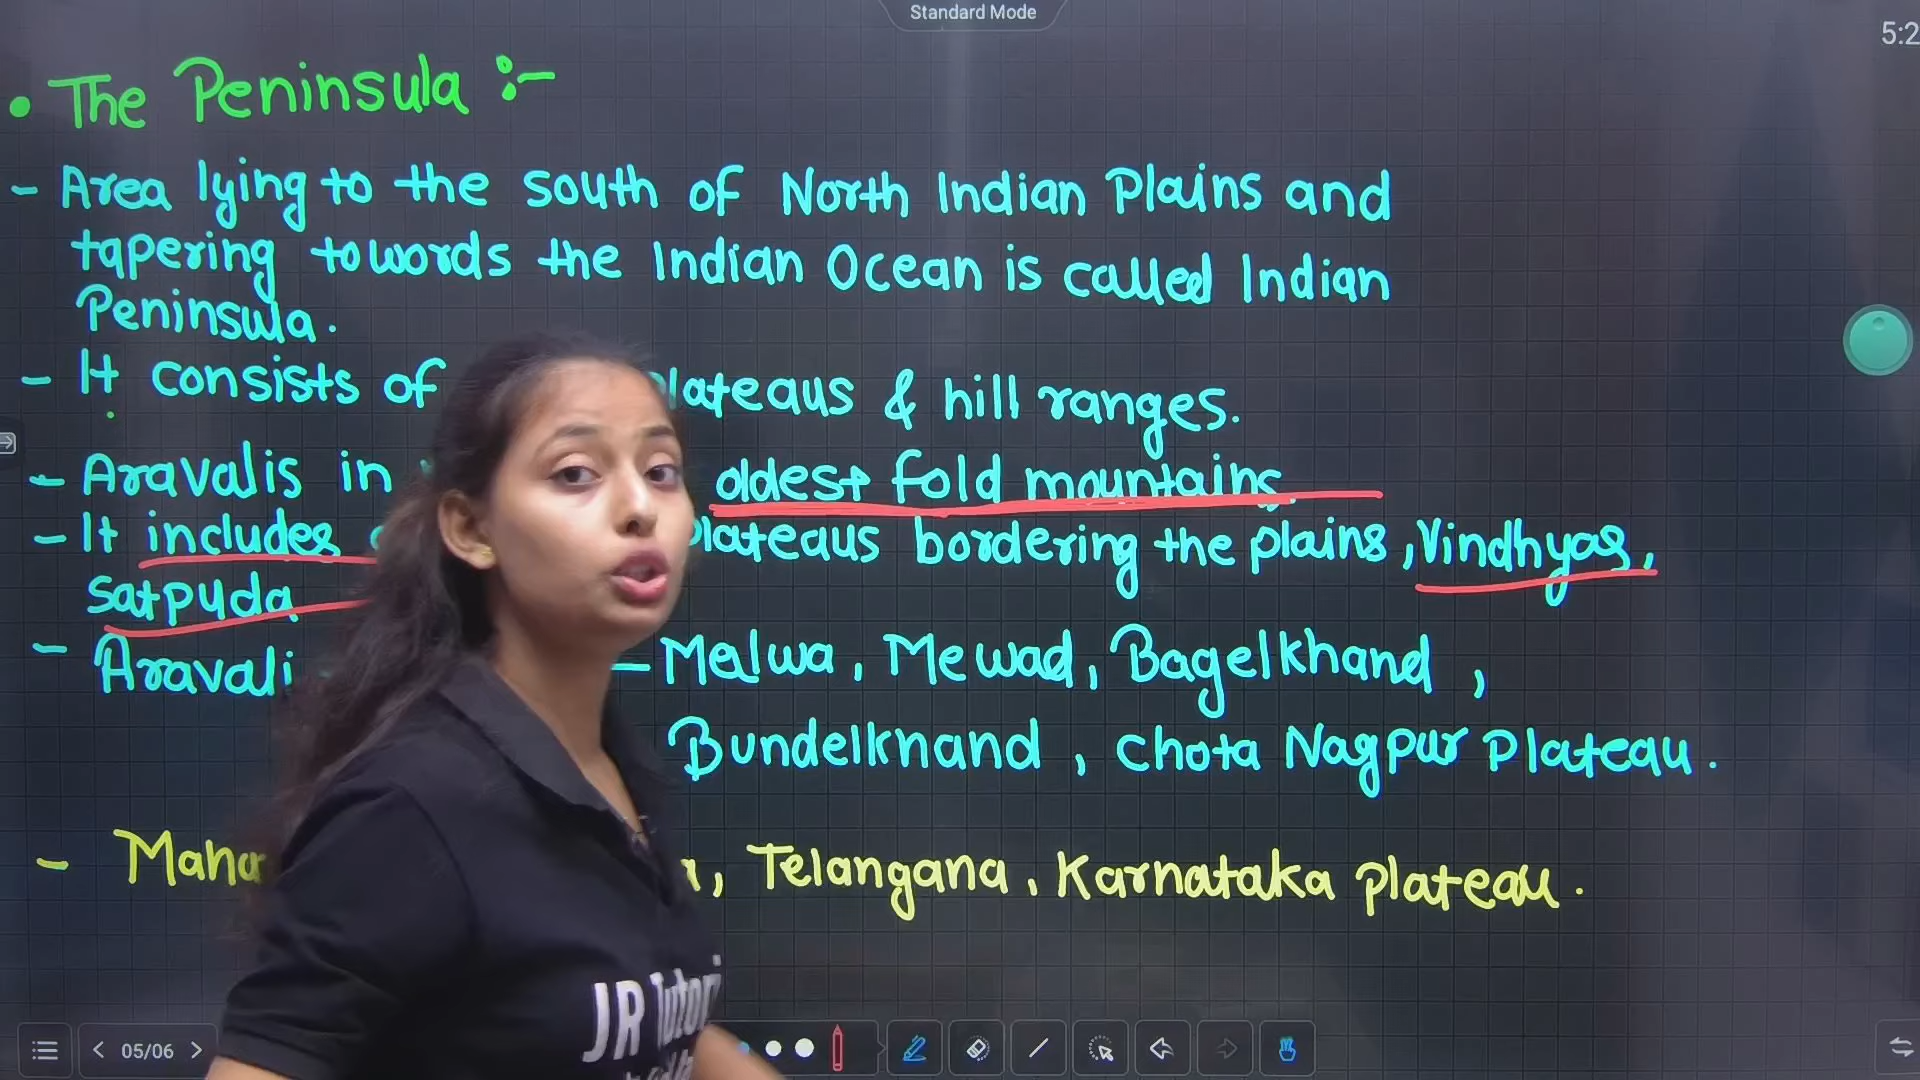 Standard Mode
5:2
• The Peninsula :-
- Area lying to the south of North Indian Plains and
tapering towords the Indian Ocean is called Indian
Peninsula.
- It consists of lateaus & hill ranges.
- Aravalis in oldest fold mountains
- It includes lateaus bordering the plains, Vindhyas,
satpuda
- Aravali - Malwa, Mewad, Bagelkhand,
Bundelknand, chota Nagpur Plateau.
- Telangana, Karnataka plateau.
JR Tutori
05/06